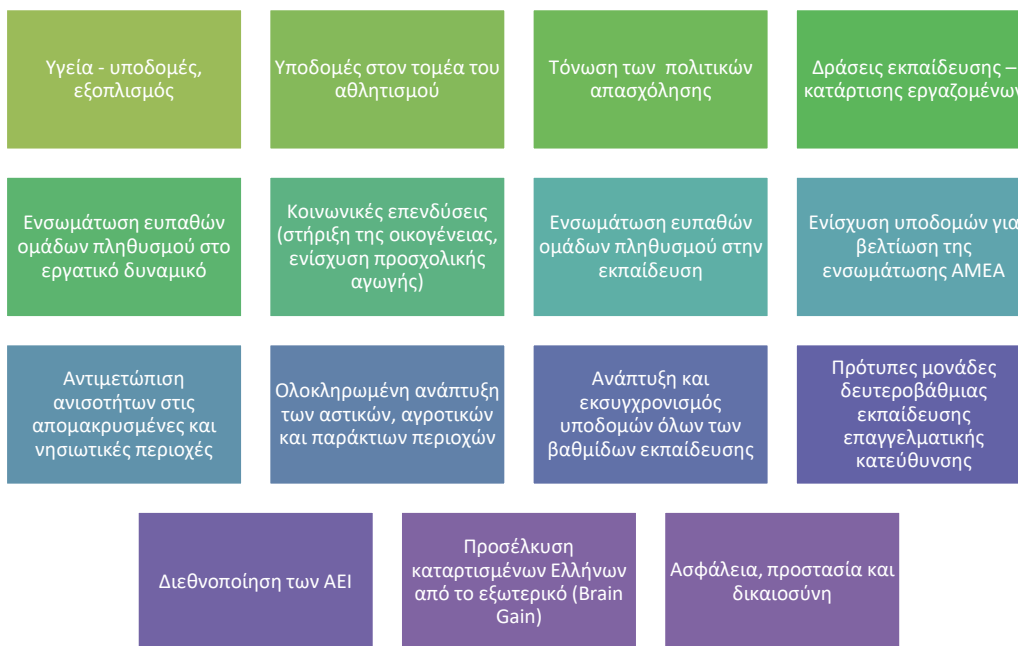 Υγεία - υποδομές,
εξοπλισμός
Υποδομές στον τομέα του
αθλητισμού
Τόνωση των πολιτικών
απασχόλησης
Δράσεις εκπαίδευσης –
κατάρτισης εργαζομένων
Ενσωμάτωση ευπαθών
ομάδων πληθυσμού στο
εργατικό δυναμικό
Κοινωνικές επενδύσεις
(στήριξη της οικογένειας,
ενίσχυση προσχολικής
αγωγής)
Ενσωμάτωση ευπαθών
ομάδων πληθυσμού στην
εκπαίδευση
Ενίσχυση υποδομών για
βελτίωση της
ενσωμάτωσης ΑΜΕΑ
Αντιμετώπιση
ανισοτήτων στις
απομακρυσμένες και
νησιωτικές περιοχές
Ολοκληρωμένη ανάπτυξη
των αστικών, αγροτικών
και παράκτιων περιοχών
Ανάπτυξη και
εκσυγχρονισμός
υποδομών όλων των
βαθμίδων εκπαίδευσης
Πρότυπες μονάδες
δευτεροβάθμιας
εκπαίδευσης
επαγγελματικής
κατεύθυνσης
Διεθνοποίηση των ΑΕΙ
Προσέλκυση
καταρτισμένων Ελλήνων
από το εξωτερικό (Brain
Gain)
Ασφάλεια, προστασία και
δικαιοσύνη